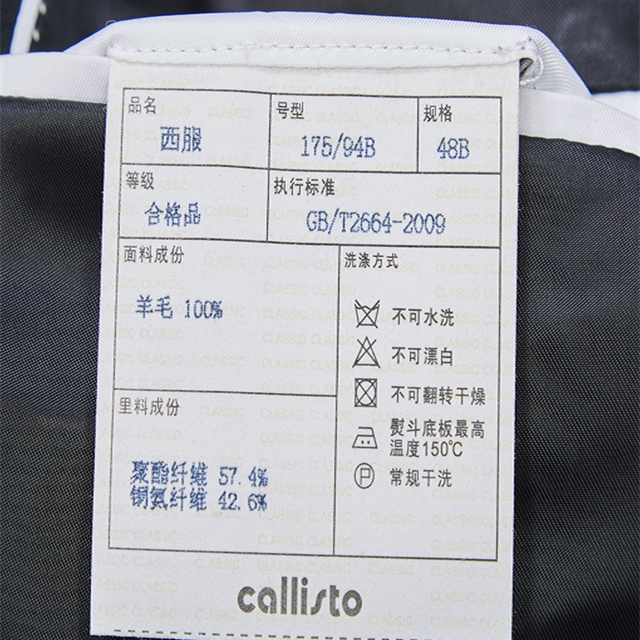 品名
号型
规格
西服
175/94B
48B
等级
执行标准
合格品
GB/T2664-2009
面料成份
洗涤方式
羊毛 100%
不可水洗
不可漂白
不可翻转干燥
熨斗底板最高
温度150℃
常规干洗
里料成份
聚酯纤维 57.4%
铜氨纤维 42.6%
callisto